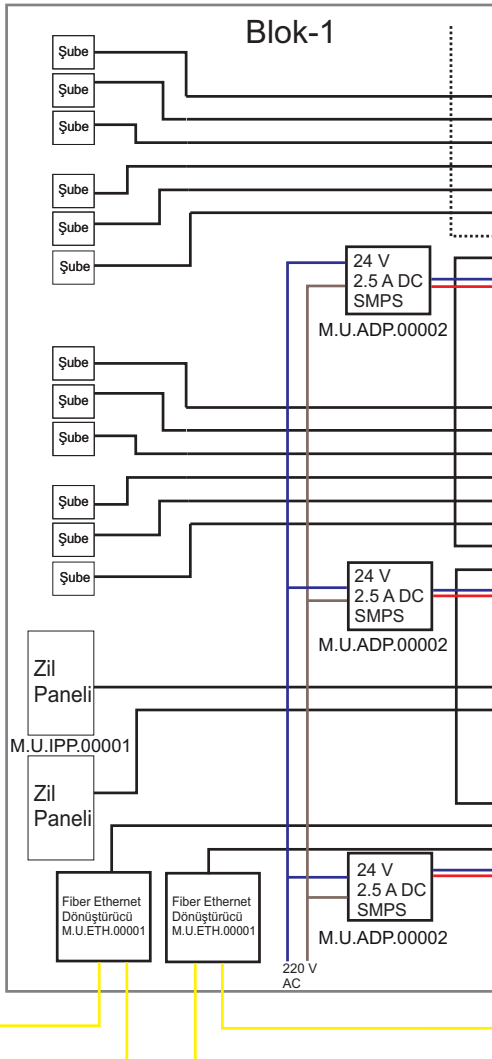 Blok-1
Şube
Şube
Şube
Şube
Şube
Şube
24 V
2.5 A DC
SMPS
M.U.ADP.00002
Şube
Şube
Şube
Şube
Şube
Şube
24 V
2.5 A DC
SMPS
M.U.ADP.00002
Zil
Paneli
M.U.IPP.00001
Zil
Paneli
Fiber Ethernet
Dönüştürücü
M.U.ETH.00001
Fiber Ethernet
Dönüştürücü
M.U.ETH.00001
24 V
2.5 A DC
SMPS
M.U.ADP.00002
220 V
AC